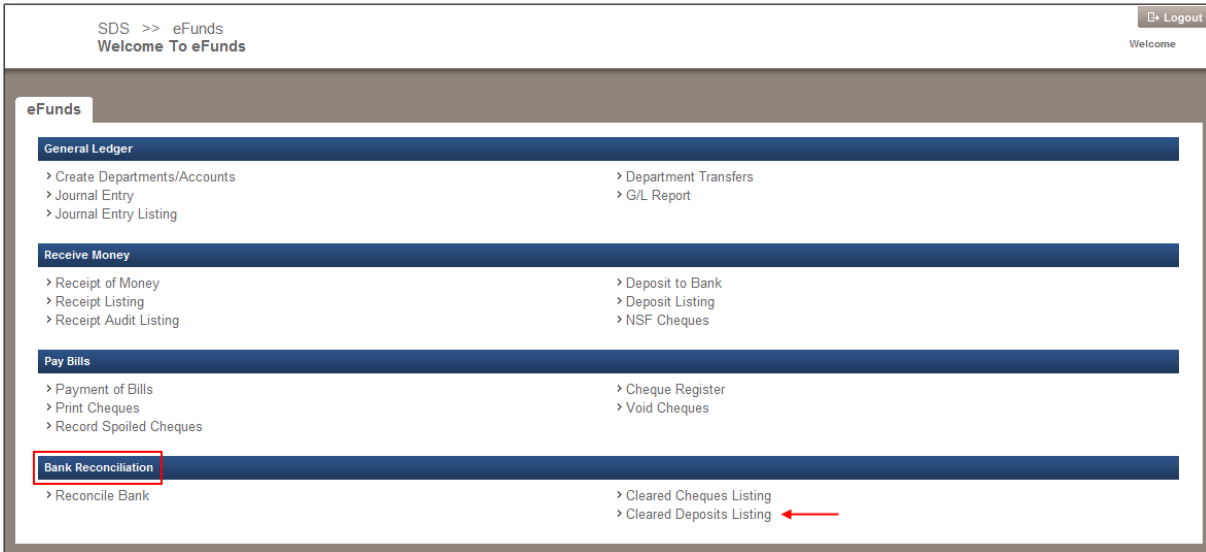 SDS >> eFunds
Welcome To eFunds
Logout
Welcome
eFunds
General Ledger
> Create Departments/Accounts
> Journal Entry
> Journal Entry Listing
> Department Transfers
> G/L Report
Receive Money
> Receipt of Money
> Receipt Listing
> Receipt Audit Listing
> Deposit to Bank
> Deposit Listing
> NSF Cheques
Pay Bills
> Payment of Bills
> Print Cheques
> Record Spoiled Cheques
> Cheque Register
> Void Cheques
Bank Reconciliation
> Reconcile Bank
> Cleared Cheques Listing
> Cleared Deposits Listing